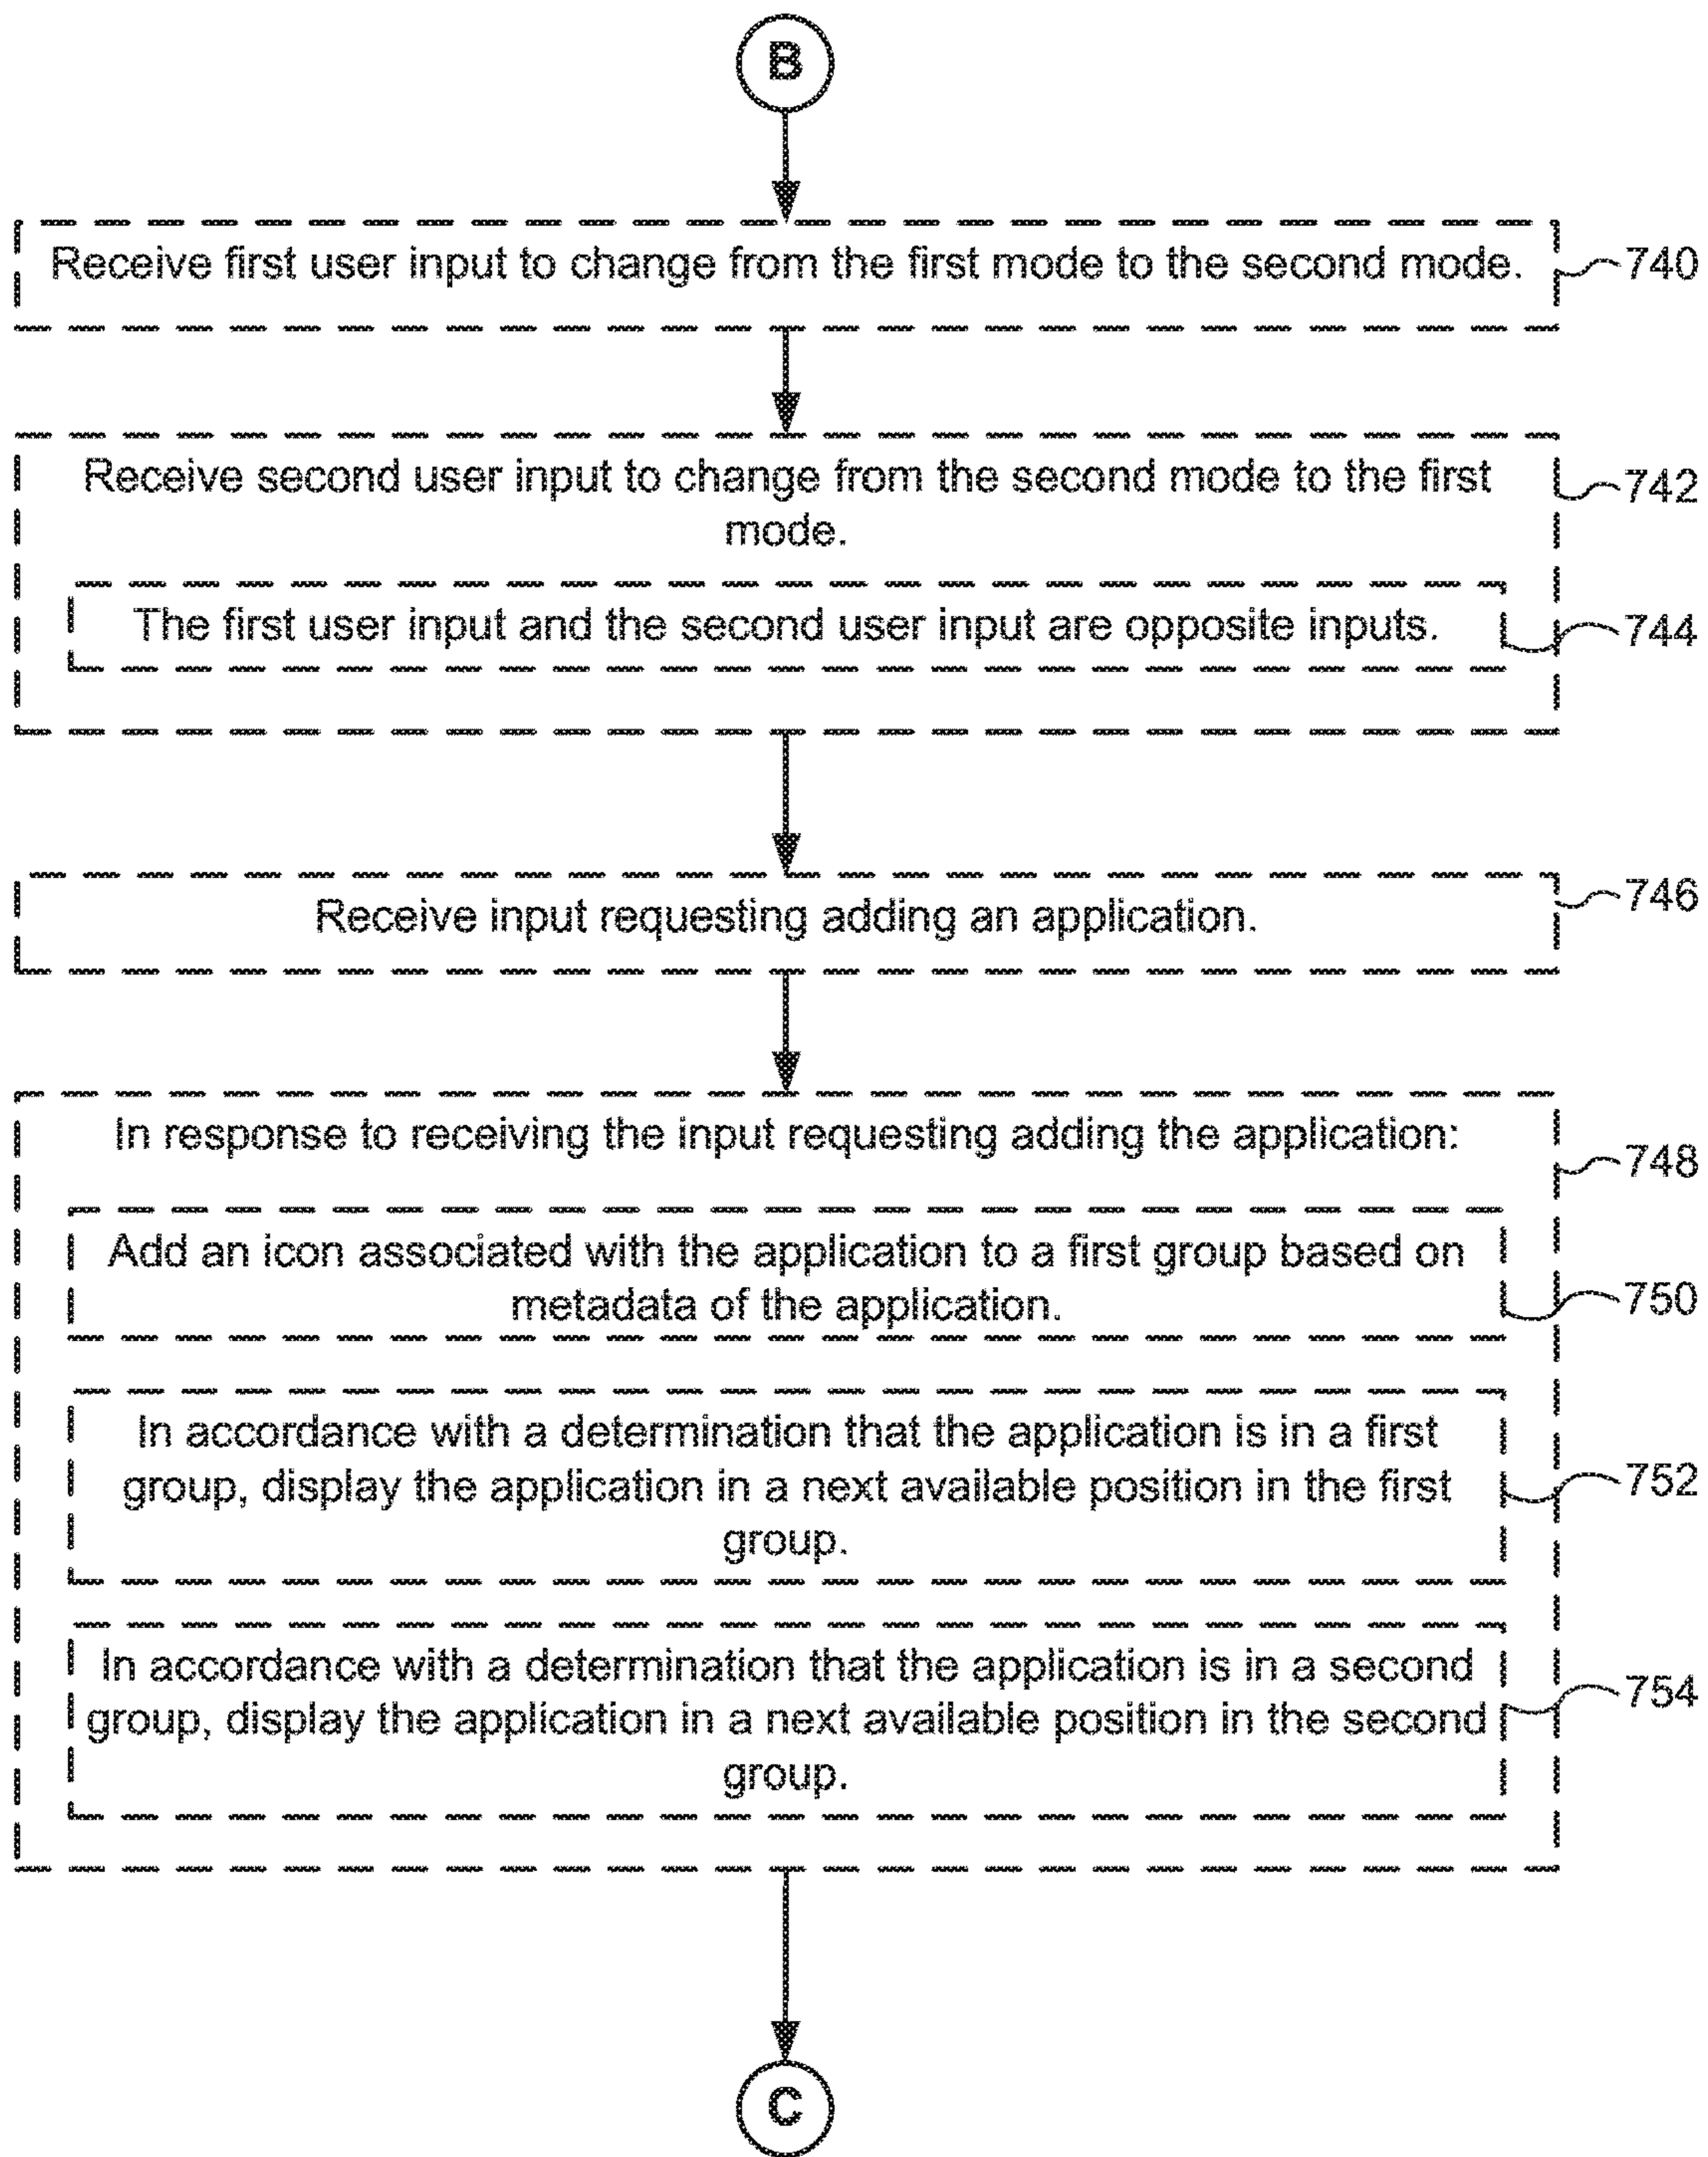 B
Receive first user input to change from the first mode to the second mode.
740
Receive second user input to change from the second mode to the first
mode.
742
The first user input and the second user input are opposite inputs.
744
Receive input requesting adding an application.
746
In response to receiving the input requesting adding the application:
748
Add an icon associated with the application to a first group based on
metadata of the application.
750
In accordance with a determination that the application is in a first
group, display the application in a next available position in the first
group.
752
In accordance with a determination that the application is in a second
group, display the application in a next available position in the second
group.
754
C